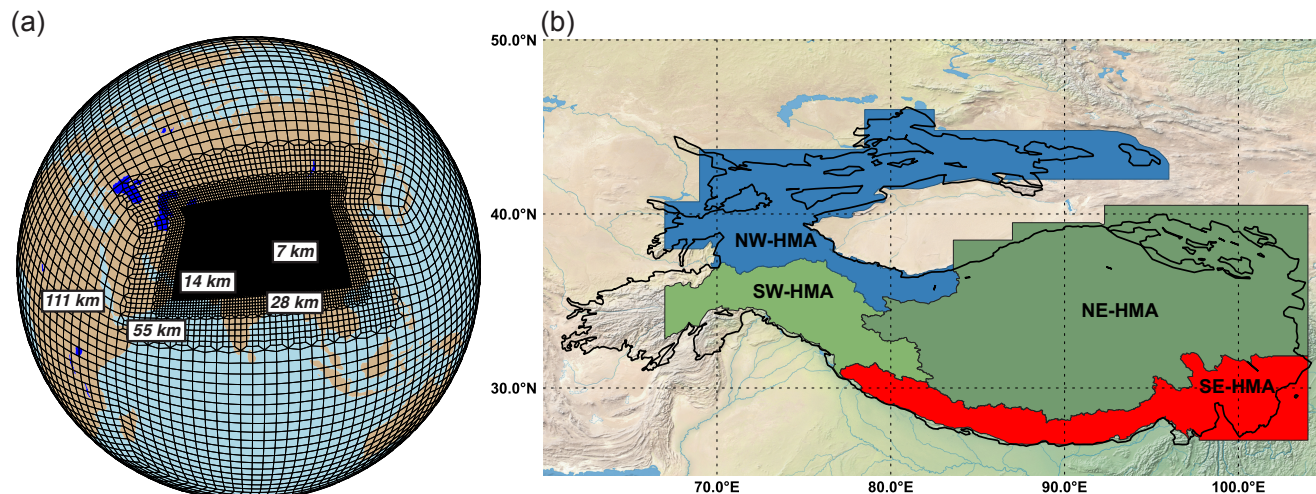 (a)
(b)
50.0°N
40.0°N
30.0°N
7 km
14 km
28 km
111 km
55 km
NW-HMA
SW-HMA
NE-HMA
SE-HMA
70.0°E
80.0°E
90.0°E
100.0°E